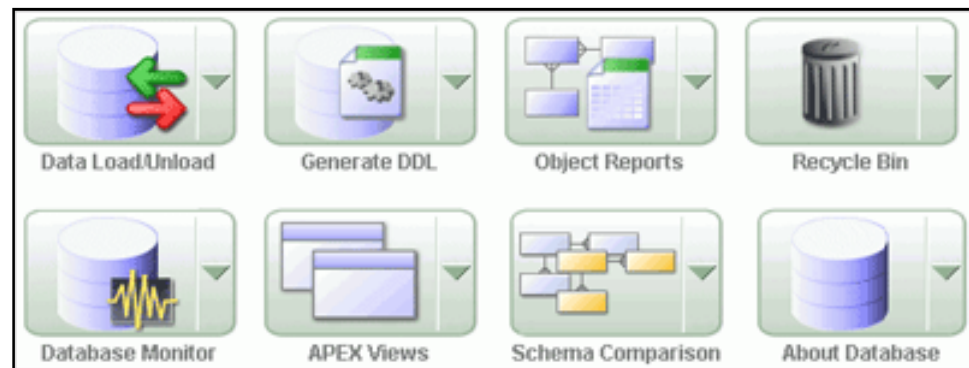 Data Load/Unload
Generate DDL
Object Reports
Recycle Bin
Database Monitor
APEX Views
Schema Comparison
About Database